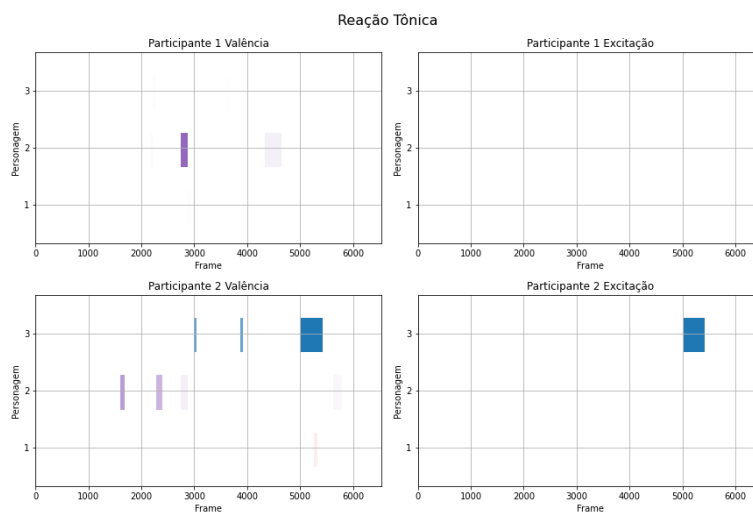 Reação Tônica
Participante 1 Valência
Participante 1 Excitação
Personagem
3
2
1
0 1000 2000 3000 4000 5000 6000
Frame
Personagem
3
2
1
0 1000 2000 3000 4000 5000 6000
Frame
Participante 2 Valência
Participante 2 Excitação
Personagem
3
2
1
0 1000 2000 3000 4000 5000 6000
Frame
Personagem
3
2
1
0 1000 2000 3000 4000 5000 6000
Frame